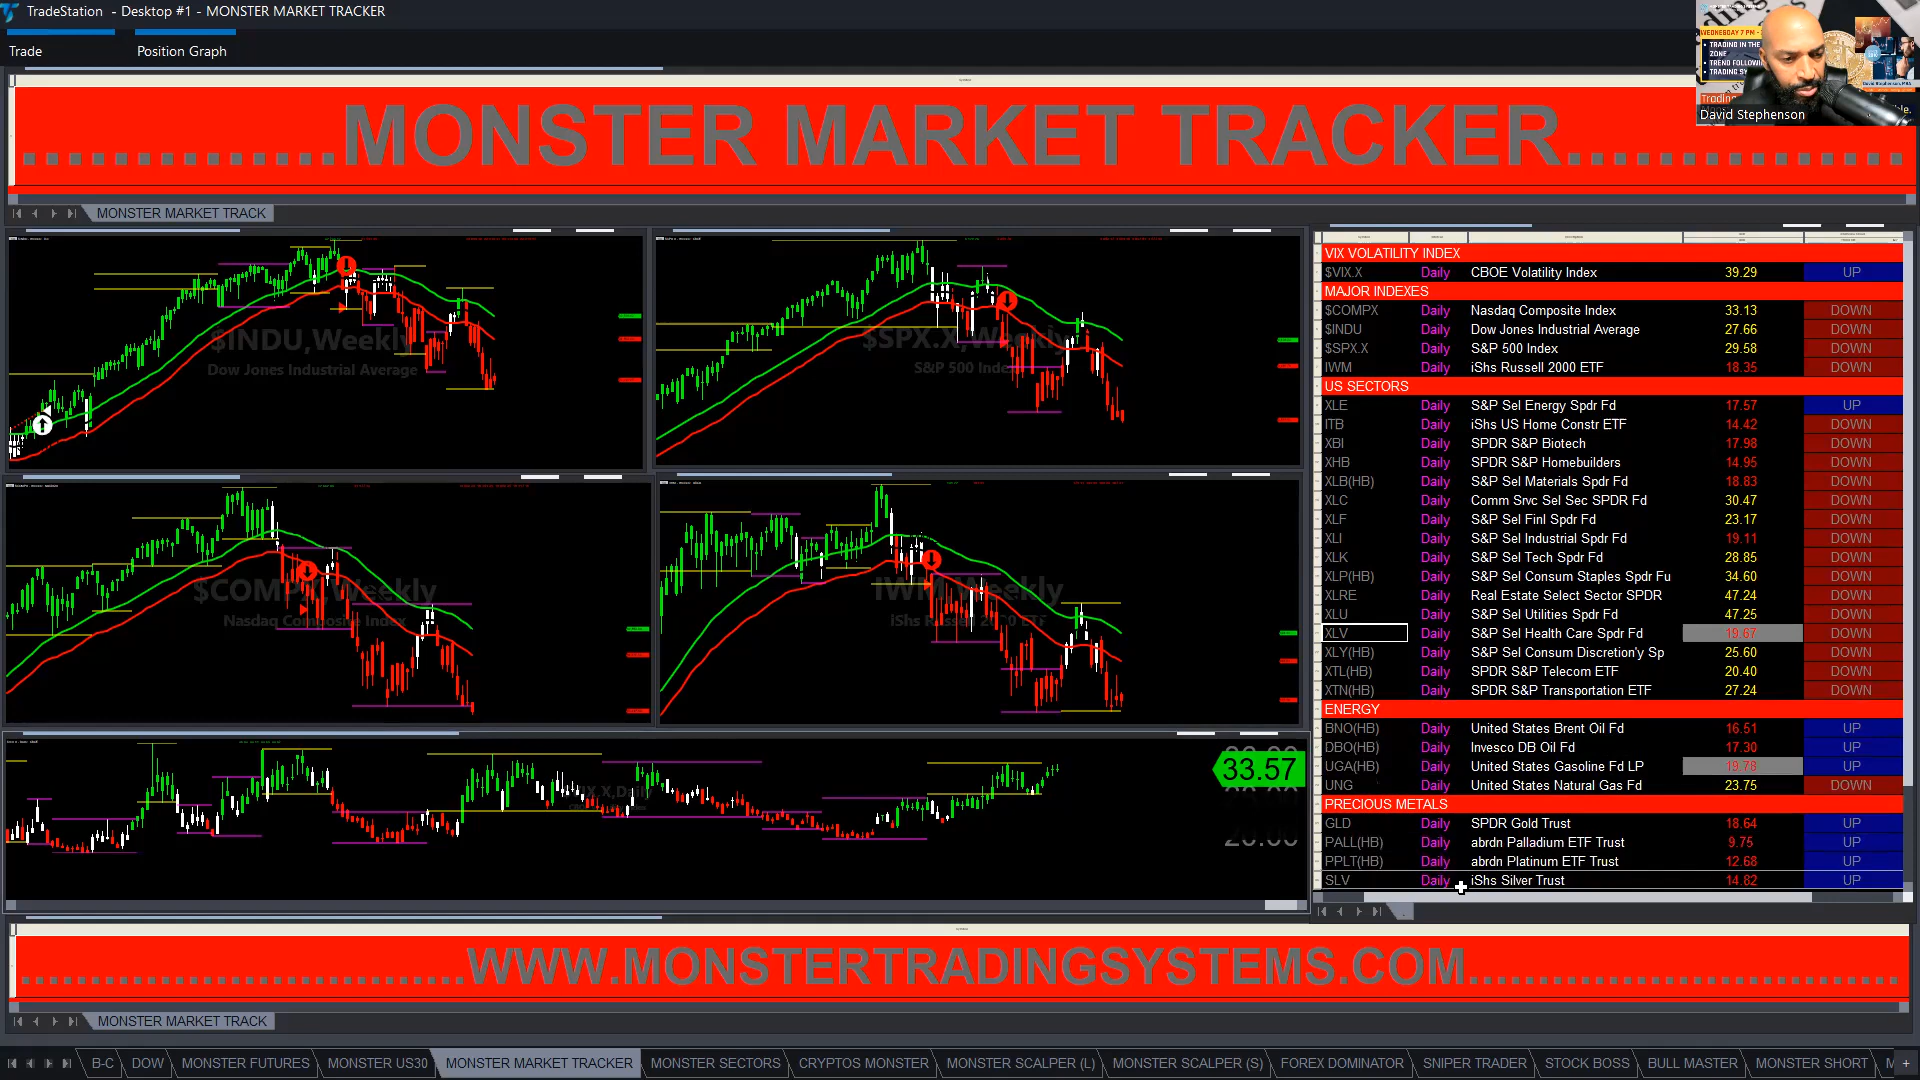 TradeStation - Desktop #1 - MONSTER MARKET TRACKER
Trade
Position Graph
WEDNESDAY 7 PM
• TRADING IN THE ZONE
• TREND FOLLOWI
• TRADING SY
David Stephenson
MONSTER MARKET TRACKER
MONSTER MARKET TRACK
$INDU,Weekly
Dow Jones Industrial Average
$SPX.X,Weekly
S&P 500 Index
$COMPX,Weekly
Nasdaq Composite Index
IWM,Weekly
iShs Russell 2000 ETF
33.57
20.00
VIX VOLATILITY INDEX
$VIX.X Daily CBOE Volatility Index 39.29 UP
MAJOR INDEXES
$COMPX Daily Nasdaq Composite Index 33.13 DOWN
$INDU Daily Dow Jones Industrial Average 27.66 DOWN
$SPX.X Daily S&P 500 Index 29.58 DOWN
IWM Daily iShs Russell 2000 ETF 18.35 DOWN
US SECTORS
XLE Daily S&P Sel Energy Spdr Fd 17.57 UP
ITB Daily iShs US Home Constr ETF 14.42 DOWN
XBI Daily SPDR S&P Biotech 17.98 DOWN
XHB Daily SPDR S&P Homebuilders 14.95 DOWN
XLB(HB) Daily S&P Sel Materials Spdr Fd 18.83 DOWN
XLC Daily Comm Srvc Sel Sec SPDR Fd 30.47 DOWN
XLF Daily S&P Sel Finl Spdr Fd 23.17 DOWN
XLI Daily S&P Sel Industrial Spdr Fd 19.11 DOWN
XLK Daily S&P Sel Tech Spdr Fd 28.85 DOWN
XLP(HB) Daily S&P Sel Consum Staples Spdr Fu 34.60 DOWN
XLRE Daily Real Estate Select Sector SPDR 47.24 DOWN
XLU Daily S&P Sel Utilities Spdr Fd 47.25 DOWN
XLV Daily S&P Sel Health Care Spdr Fd 19.67 DOWN
XLY(HB) Daily S&P Sel Consum Discretion'y Sp 25.60 DOWN
XTL(HB) Daily SPDR S&P Telecom ETF 20.40 DOWN
XTN(HB) Daily SPDR S&P Transportation ETF 27.24 DOWN
ENERGY
BNO(HB) Daily United States Brent Oil Fd 16.51 UP
DBO(HB) Daily Invesco DB Oil Fd 17.30 UP
UGA(HB) Daily United States Gasoline Fd LP 19.78 UP
UNG Daily United States Natural Gas Fd 23.75 DOWN
PRECIOUS METALS
GLD Daily SPDR Gold Trust 18.64 UP
PALL(HB) Daily abrdn Palladium ETF Trust 9.75 UP
PPLT(HB) Daily abrdn Platinum ETF Trust 12.68 UP
SLV Daily iShs Silver Trust 14.82 UP
WWW.MONSTERTRADINGSYSTEMS.COM
MONSTER MARKET TRACK
B-C DOW MONSTER FUTURES MONSTER US30 MONSTER MARKET TRACKER MONSTER SECTORS CRYPTOS MONSTER MONSTER SCALPER (L) MONSTER SCALPER (S) FOREX DOMINATOR SNIPER TRADER STOCK BOSS BULL MASTER MONSTER SHORT